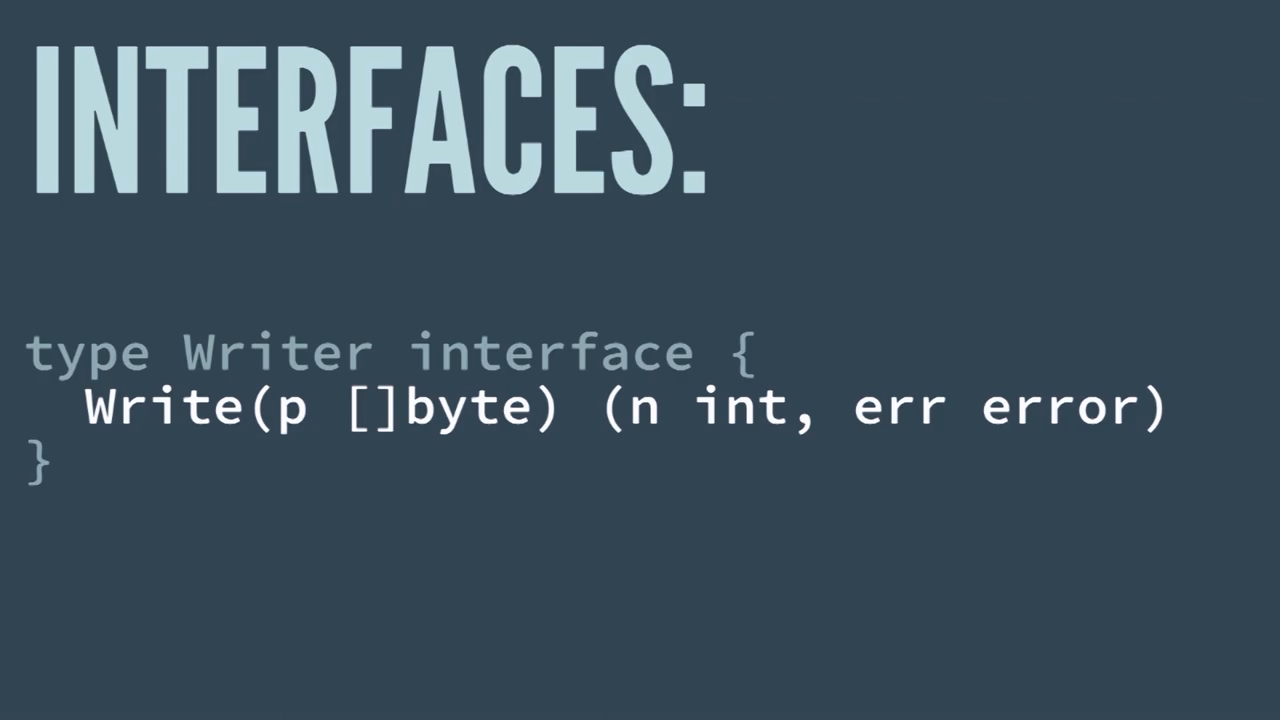 INTERFACES:
type Writer interface {
  Write(p []byte) (n int, err error)
}